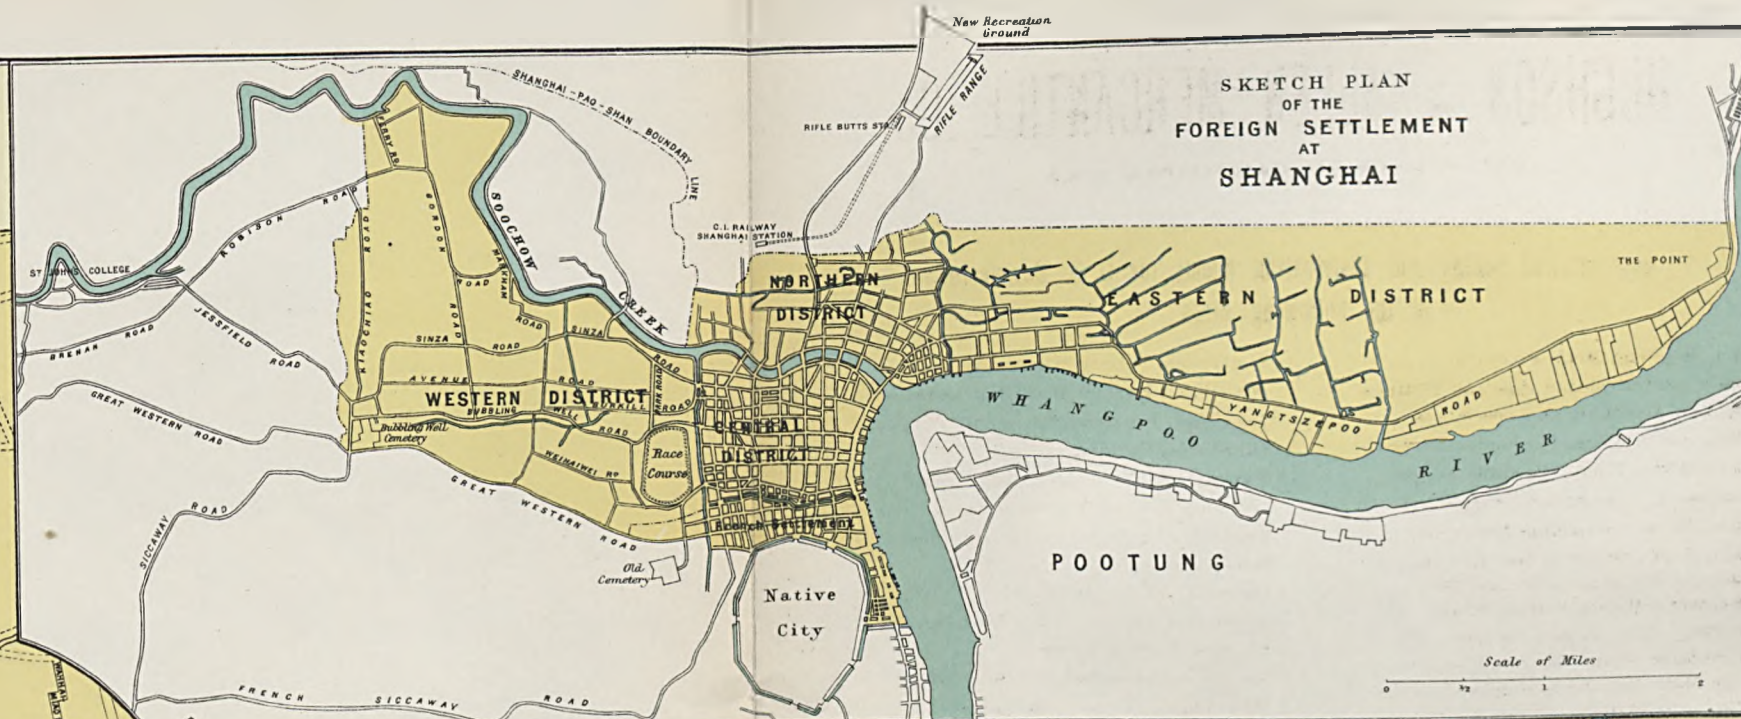 New Recreation
Ground
RIFLE RANGE
RIFLE BUTTS STA.
SKETCH PLAN
OF THE
FOREIGN SETTLEMENT
AT
SHANGHAI
SHANGHAI-PAO-SHAN BOUNDARY LINE
FERRY RD.
ROBISON ROAD
GORDON ROAD
MARKHAM ROAD
ROAD
SOOCHOW CREEK
C.I. RAILWAY
SHANGHAI STATION
ST JOHNS COLLEGE
NORTHERN
DISTRICT
EASTERN DISTRICT
THE POINT
JESSFIELD ROAD
BRENAN ROAD
SINZA ROAD
SINZA ROAD
AVENUE ROAD
PARK ROAD
WESTERN DISTRICT
BUBBLING WELL ROAD
Bubbling Well
Cemetery
GREAT WESTERN ROAD
CENTRAL
DISTRICT
Race
Course
WEIHAIWEI RD
GREAT WESTERN ROAD
French Settlement
WHANGPOO RIVER
YANGTSZEPOO ROAD
SICCAWAY ROAD
Old
Cemetery
Native
City
POOTUNG
Scale of Miles
0 ½ 1 2
FRENCH SICCAWAY ROAD